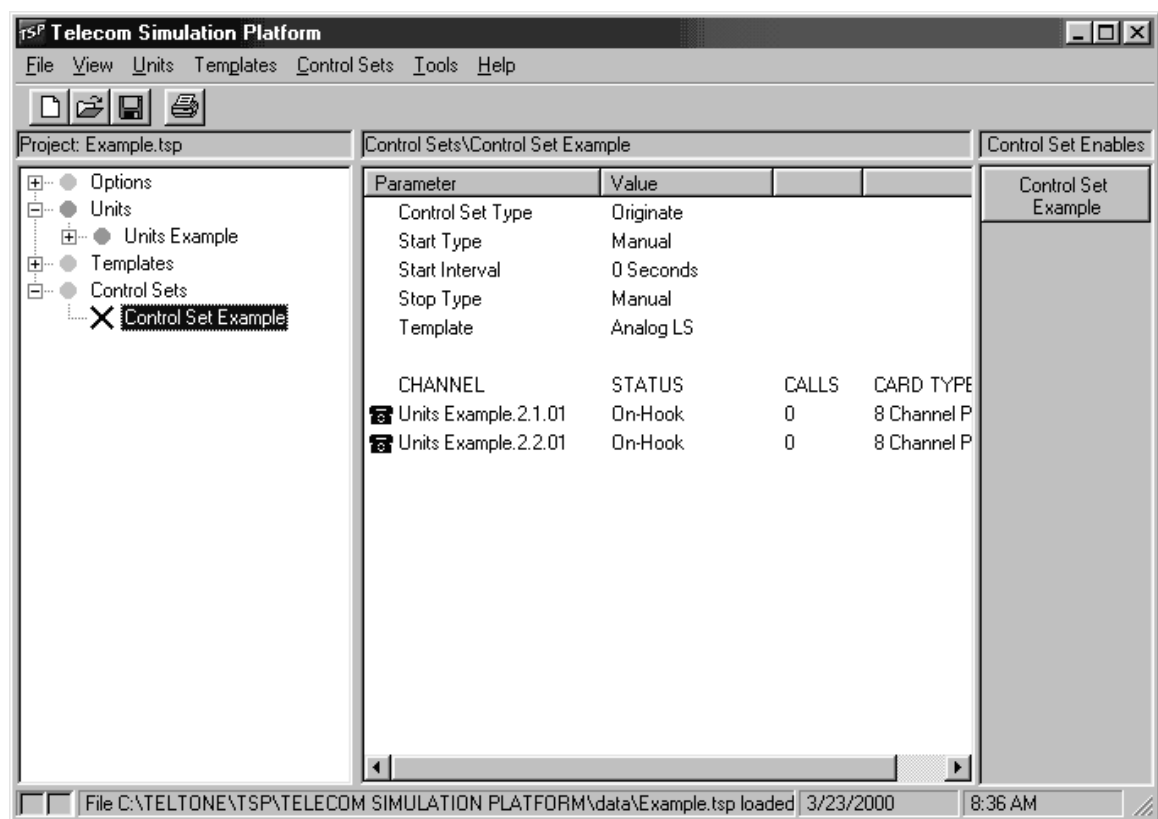 TSP Telecom Simulation Platform
File View Units Templates Control Sets Tools Help
Project: Example.tsp
Control Sets\Control Set Example
Control Set Enables
Options
Units
Units Example
Templates
Control Sets
Control Set Example
Parameter Value
Control Set Type Originate
Start Type Manual
Start Interval 0 Seconds
Stop Type Manual
Template Analog LS
CHANNEL STATUS CALLS CARD TYPE
Units Example.2.1.01 On-Hook 0 8 Channel P
Units Example.2.2.01 On-Hook 0 8 Channel P
Control Set
Example
File C:\TELTONE\TSP\TELECOM SIMULATION PLATFORM\data\Example.tsp loaded 3/23/2000 8:36 AM